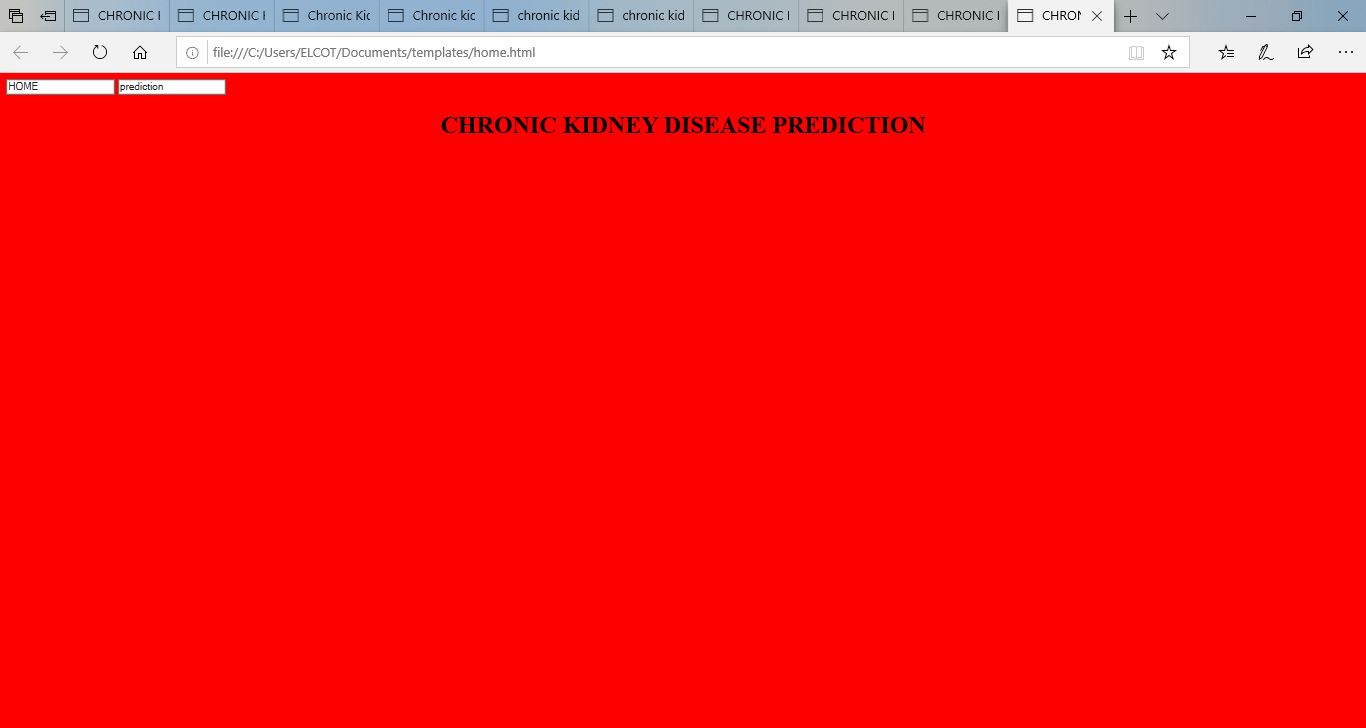 CHRONIC I CHRONIC I Chronic Kic Chronic kic chronic kid chronic kid CHRONIC I CHRONIC I CHRONIC I CHRON
file:///C:/Users/ELCOT/Documents/templates/home.html
HOME prediction
CHRONIC KIDNEY DISEASE PREDICTION